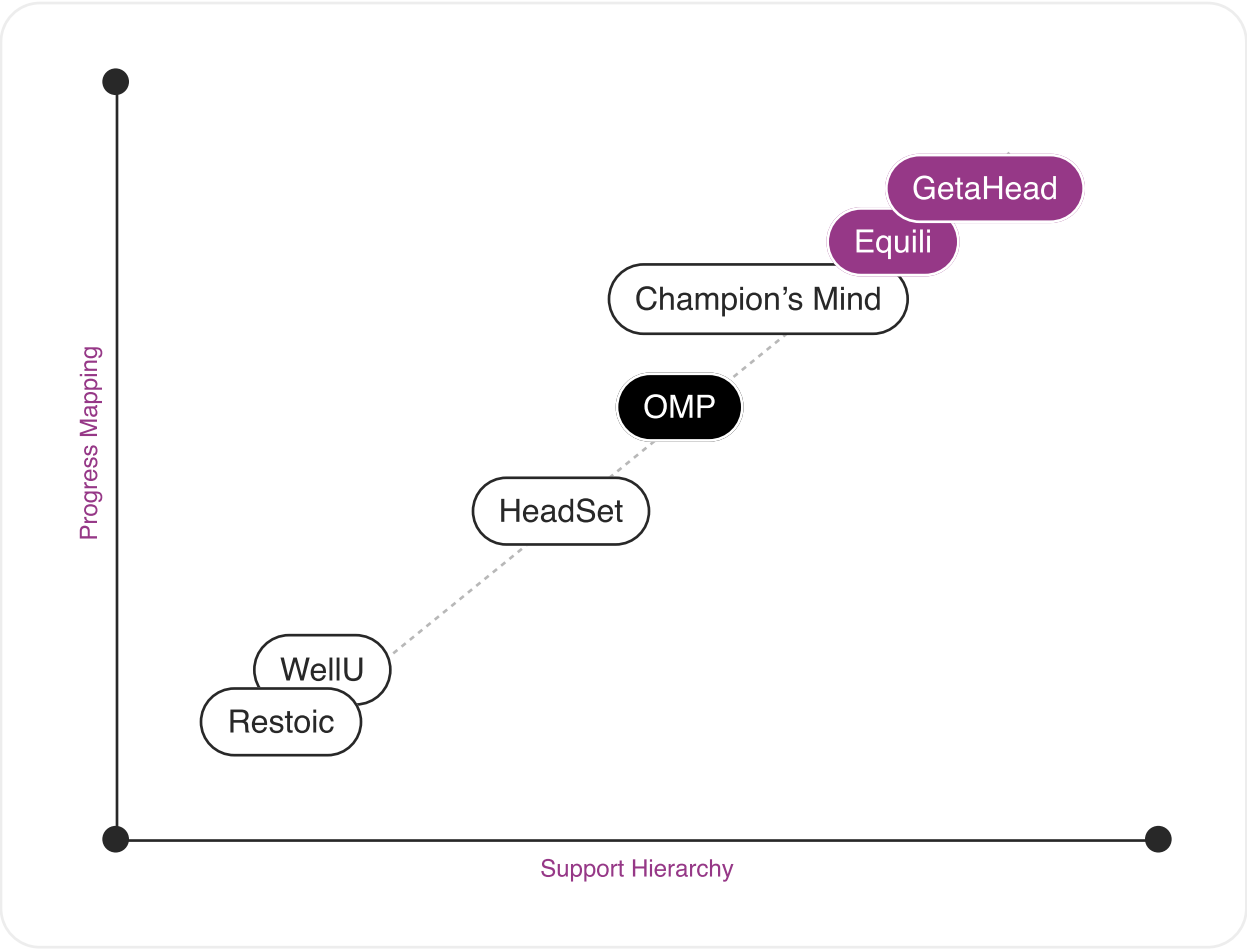 GetaHead
Equili
Champion’s Mind
OMP
Progress Mapping
HeadSet
WellU
Restoic
Support Hierarchy